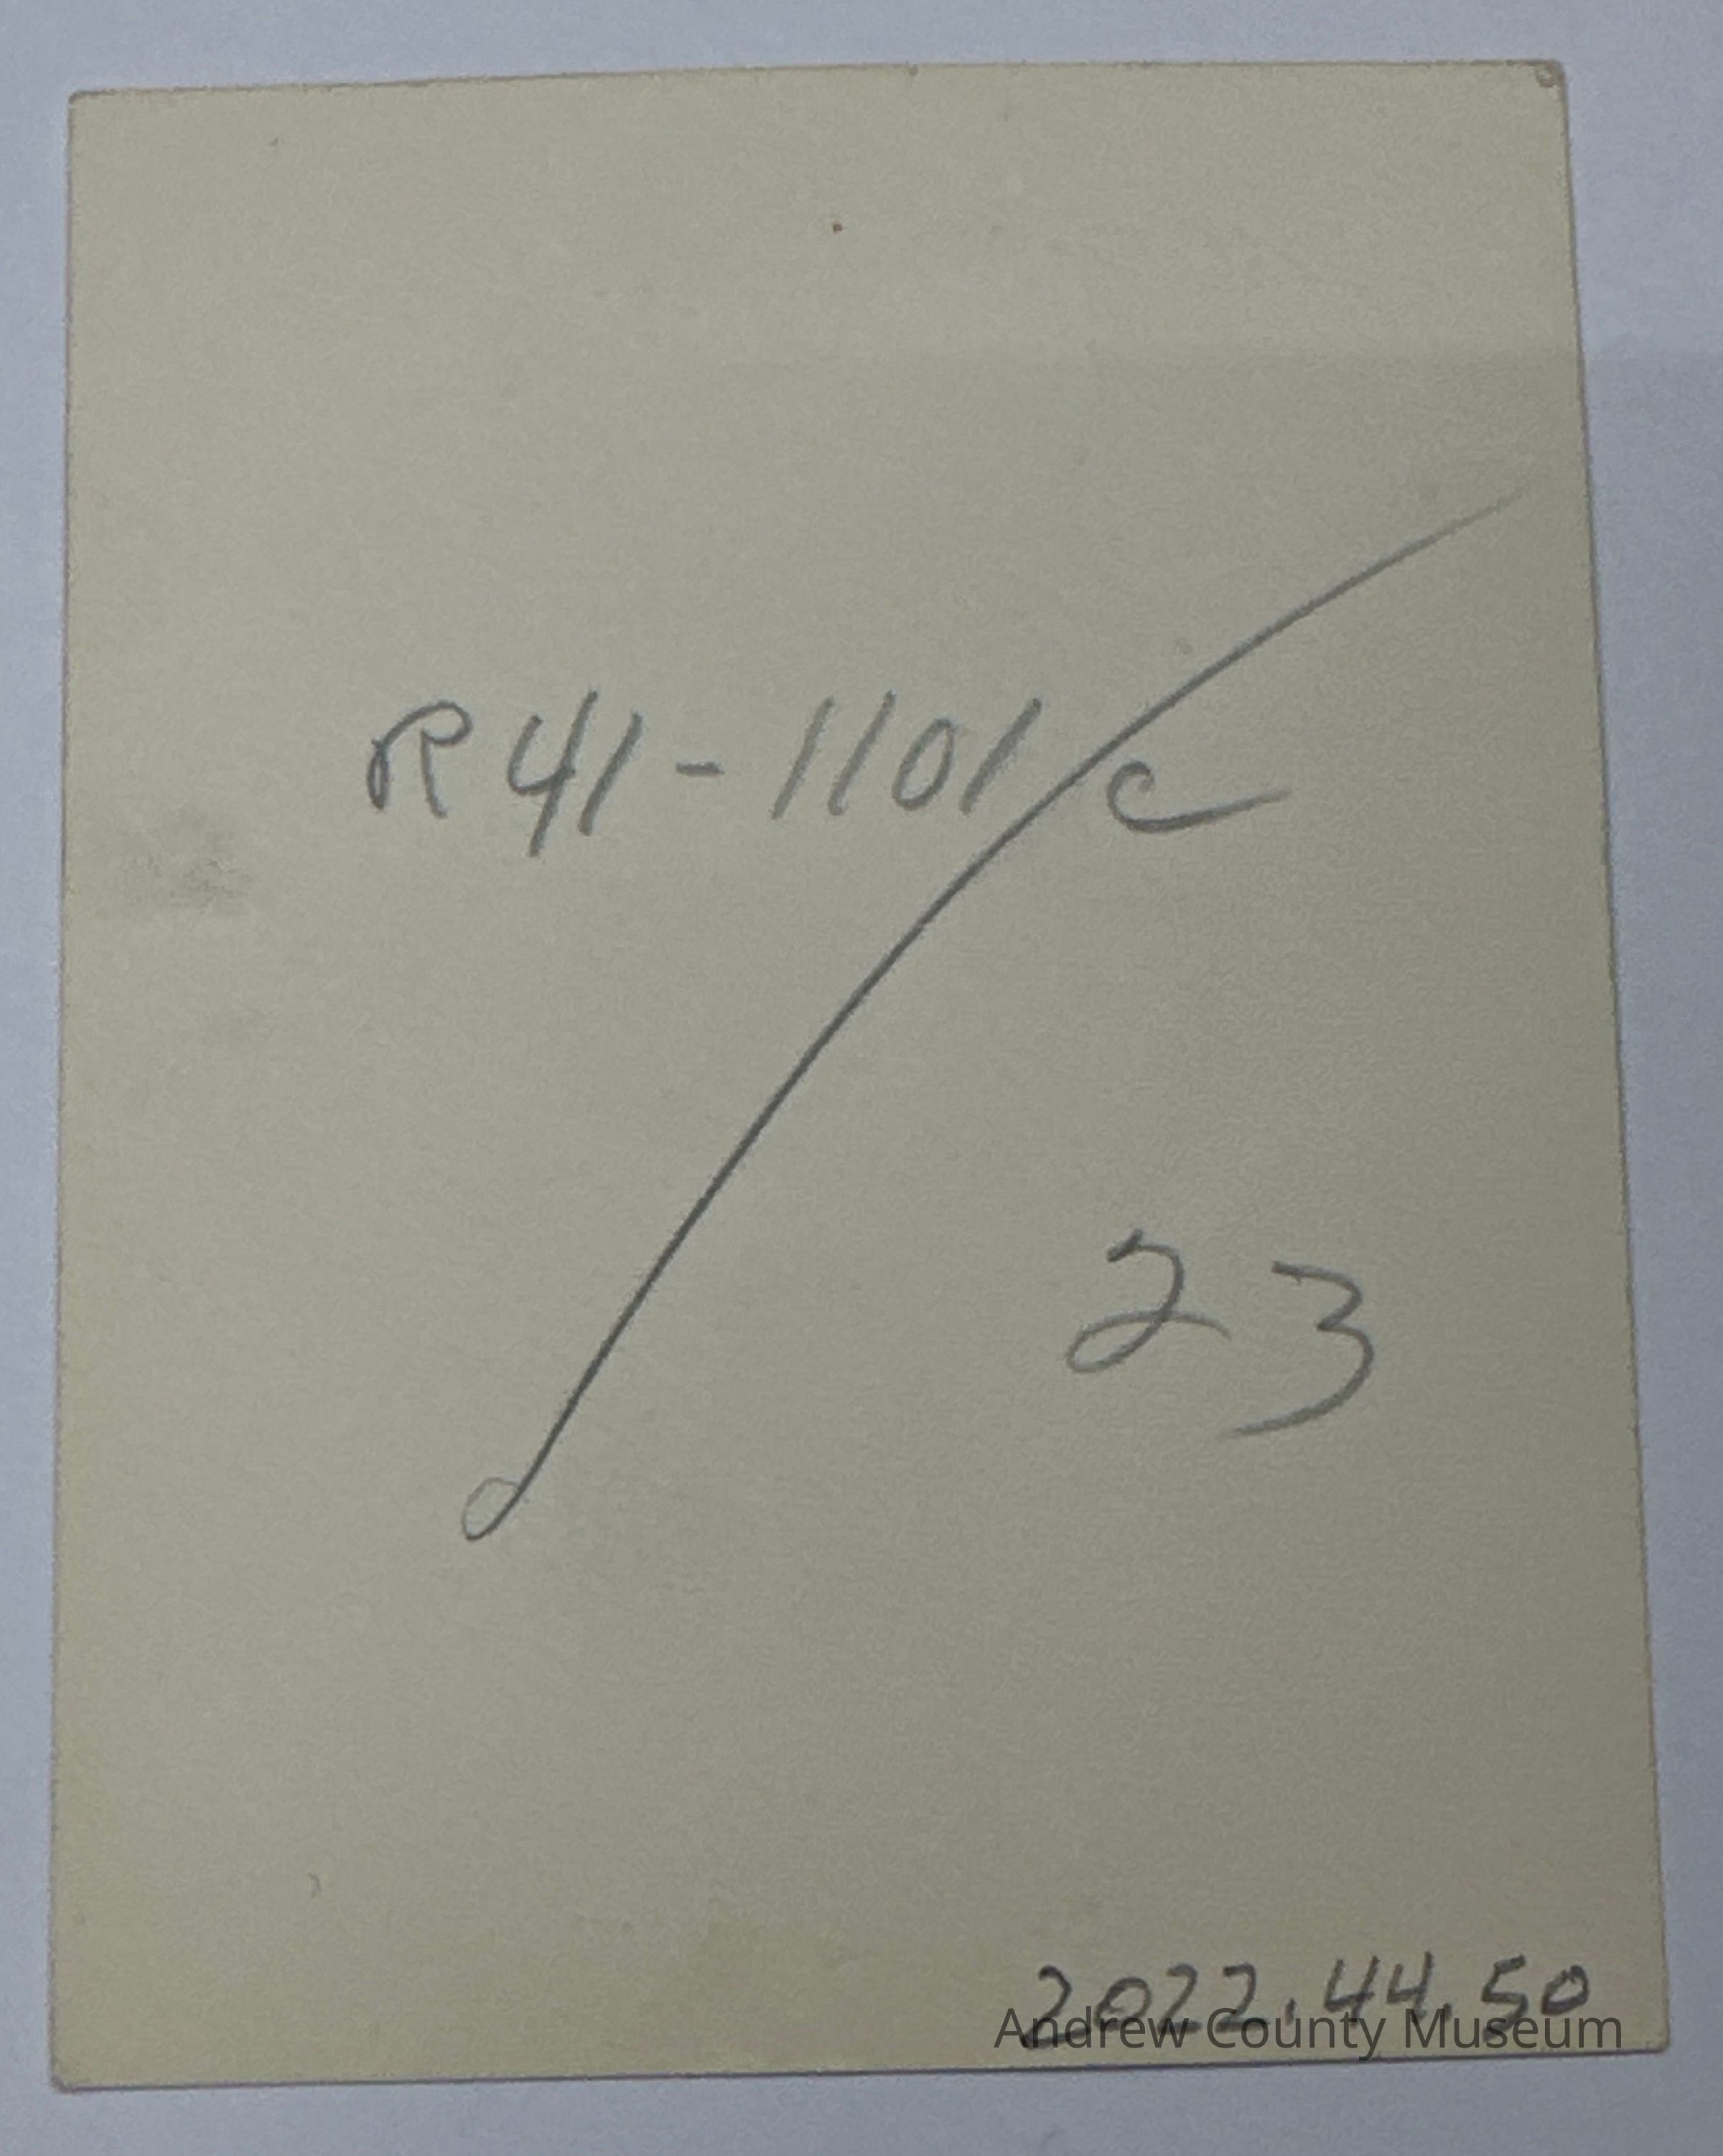 R41-1101/c
23
2022.44.50
Andrew County Museum